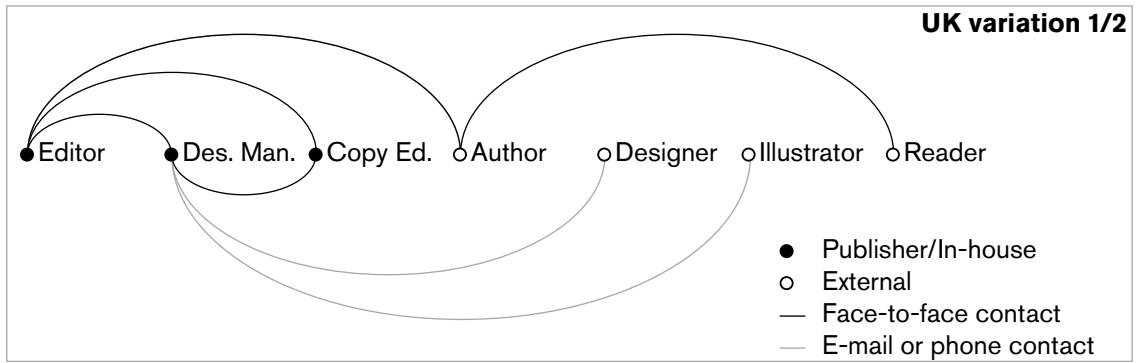 UK variation 1/2
Editor Des. Man. Copy Ed. Author Designer Illustrator Reader
Publisher/In-house
External
Face-to-face contact
E-mail or phone contact